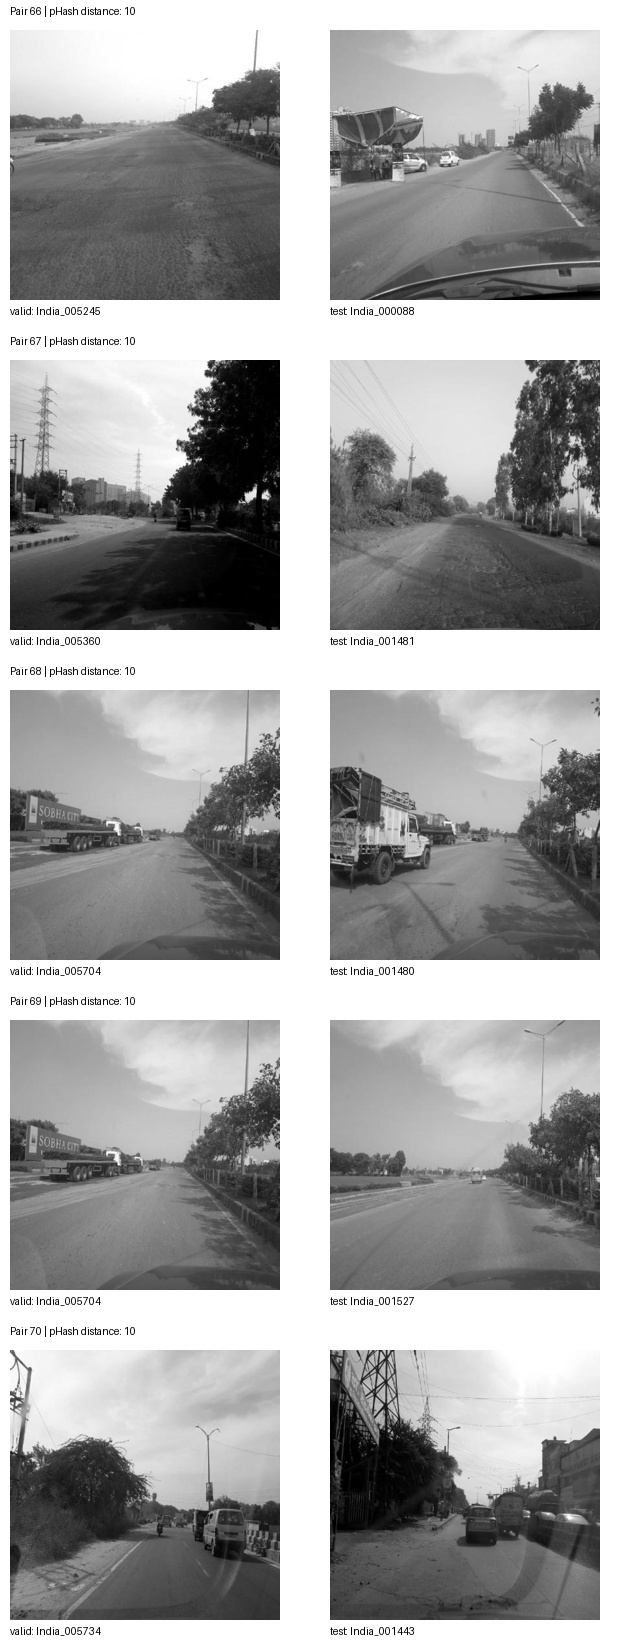 Pair 66 | pHash distance: 10
valid: India_005245
test: India_000088
Pair 67 | pHash distance: 10
valid: India_005360
test: India_001481
Pair 68 | pHash distance: 10
SOBHA CITY
valid: India_005704
test: India_001480
Pair 69 | pHash distance: 10
SOBHA CITY
valid: India_005704
test: India_001527
Pair 70 | pHash distance: 10
valid: India_005734
test: India_001443